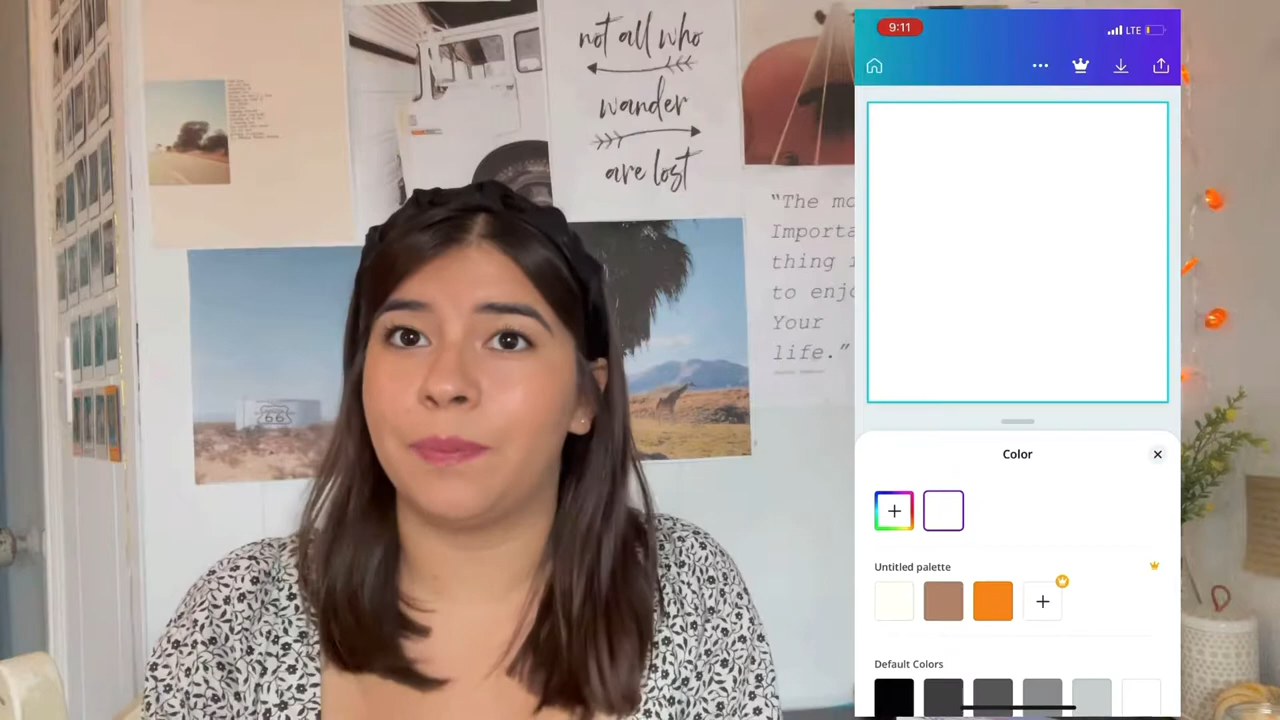 not all who
wander
are lost
"The mo
Importa
thing i
to enjo
Your
life."
66
9:11
LTE
Color
Untitled palette
Default Colors